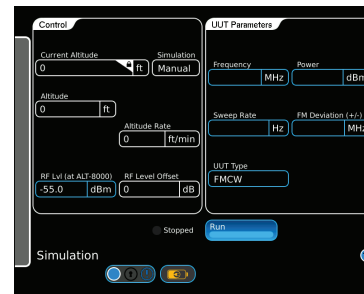 Control
Current Altitude
0 ft
Simulation
Manual
Altitude
0 ft
Altitude Rate
0 ft/min
RF Lvl (at ALT-8000)
-55.0 dBm
RF Level Offset
0 dB
UUT Parameters
Frequency
MHz
Power
dBm
Sweep Rate
Hz
FM Deviation (+/-)
MHz
UUT Type
FMCW
Stopped
Run
Simulation